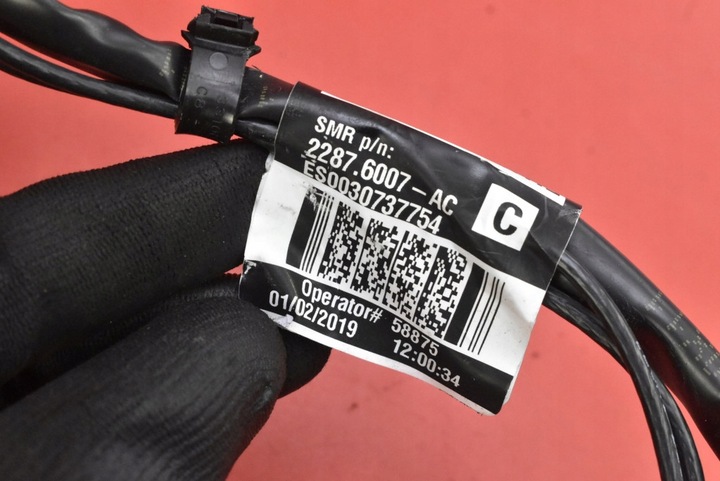 SMR p/n:
2287.6007-AC
ES0030737754
C
Operator# 58875
01/02/2019 12:00:34